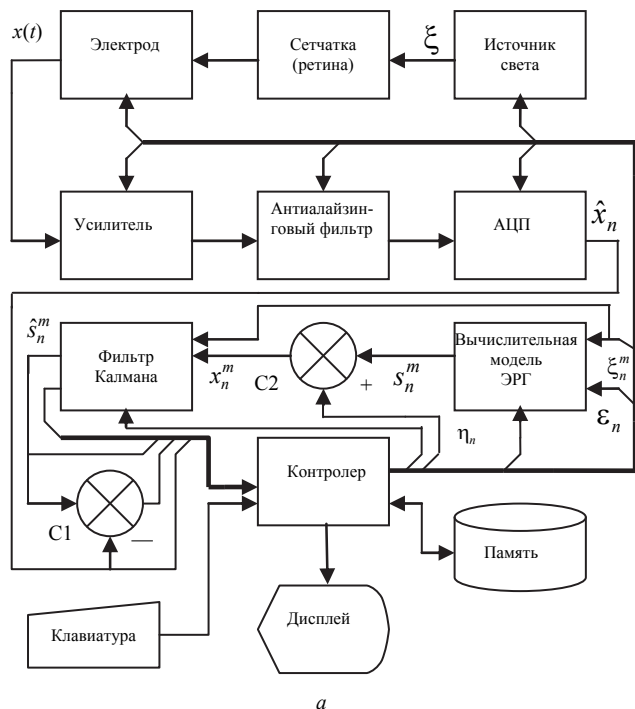 x(t)
Электрод
Сетчатка
(ретина)
ξ
Источник
света
Усилитель
Антиалайзин-
говый фильтр
АЦП
x̂ₙ
ŝₙᵐ
Фильтр
Калмана
xₙᵐ
C2
+
sₙᵐ
Вычислительная
модель
ЭРГ
ξₙᵐ
εₙ
ηₙ
Контролер
C1
—
Память
Клавиатура
Дисплей
а